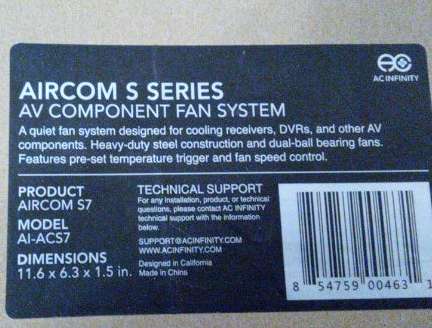 AC INFINITY
AIRCOM S SERIES
AV COMPONENT FAN SYSTEM
A quiet fan system designed for cooling receivers, DVRs, and other AV
components. Heavy-duty steel construction and dual-ball bearing fans.
Features pre-set temperature trigger and fan speed control.
PRODUCT
AIRCOM S7
MODEL
AI-ACS7
DIMENSIONS
11.6 x 6.3 x 1.5 in.
TECHNICAL SUPPORT
For any installation, product, or technical
questions, please contact AC INFINITY
technical support with the information
below.
SUPPORT@ACINFINITY.COM
WWW.ACINFINITY.COM
Designed in California
Made in China
8 54759 00463 1